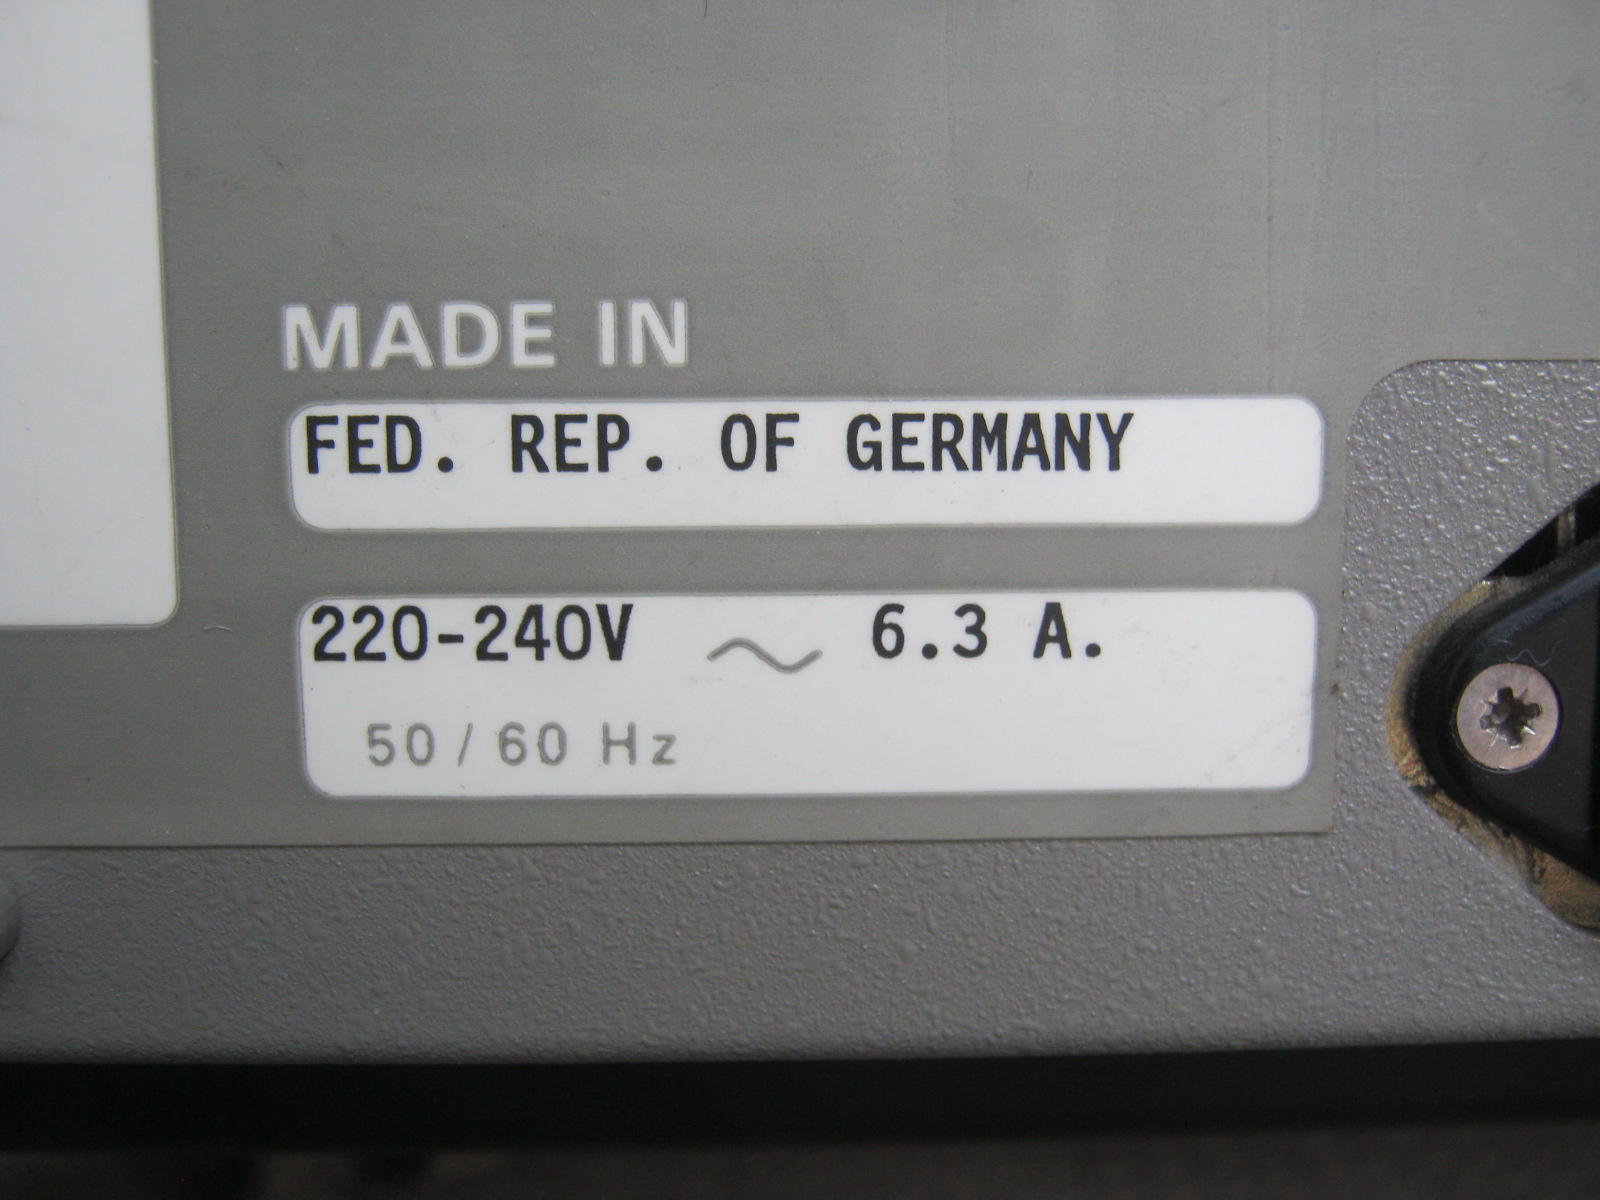 MADE IN
FED. REP. OF GERMANY
220-240V ~ 6.3 A.
50/60 Hz